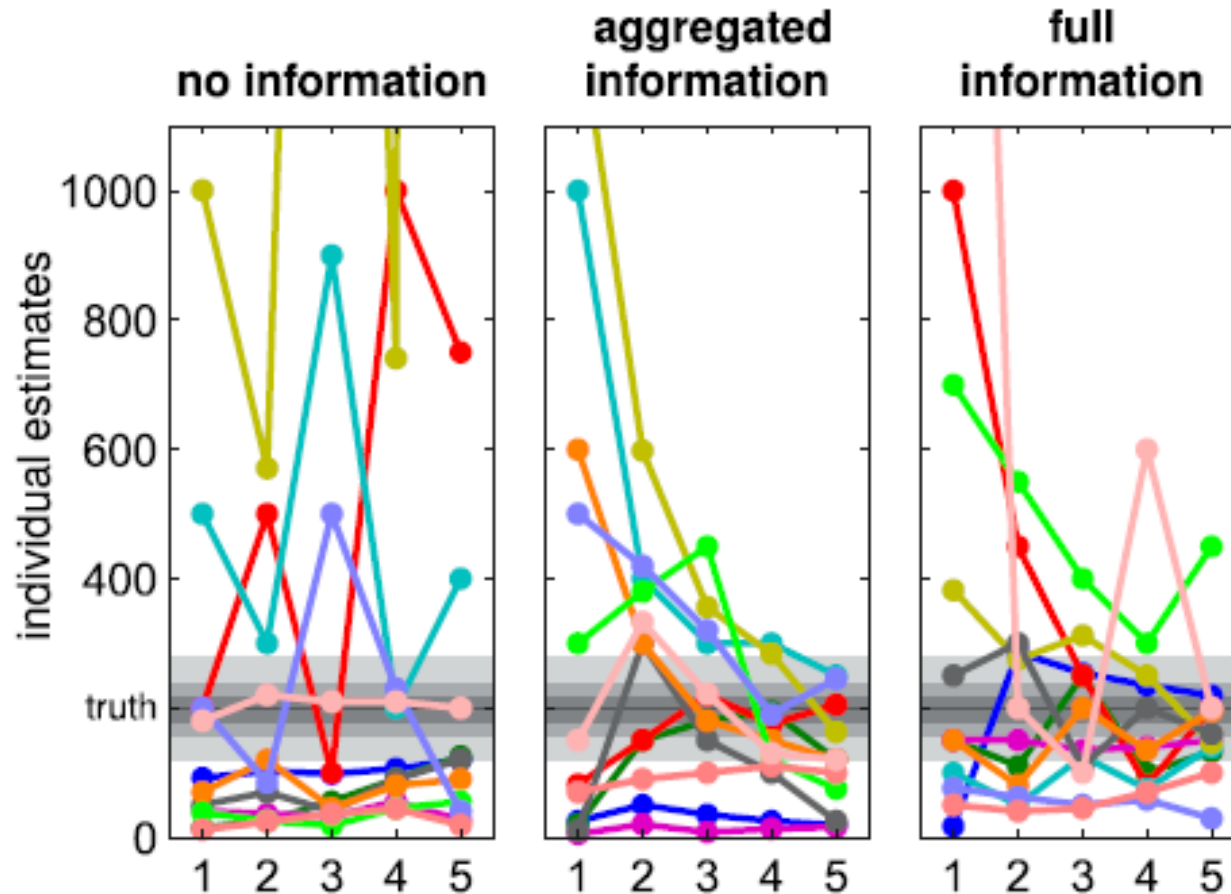 no information
aggregated
information
full
information
individual estimates
1000
800
600
400
truth
0
1 2 3 4 5
1 2 3 4 5
1 2 3 4 5